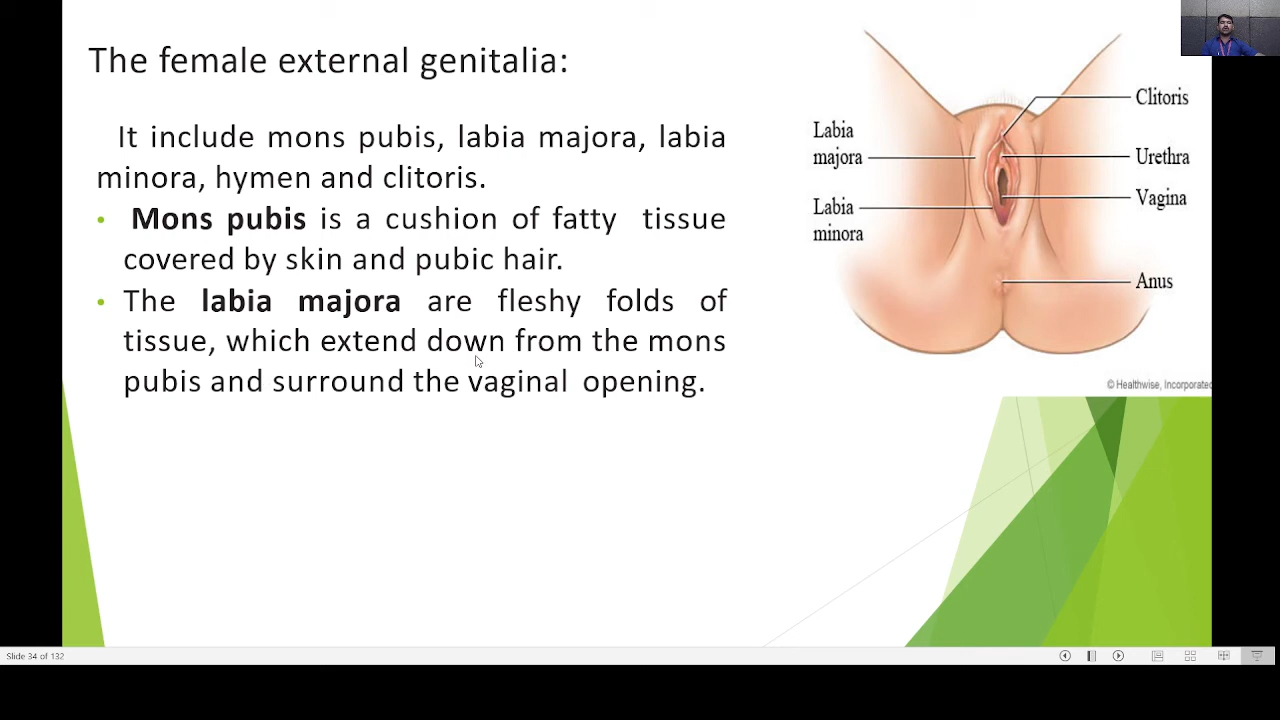 The female external genitalia:
It include mons pubis, labia majora, labia
minora, hymen and clitoris.
• Mons pubis is a cushion of fatty tissue
covered by skin and pubic hair.
• The labia majora are fleshy folds of
tissue, which extend down from the mons
pubis and surround the vaginal opening.
Labia
majora
Labia
minora
Clitoris
Urethra
Vagina
Anus
© Healthwise, Incorporated
Slide 34 of 132